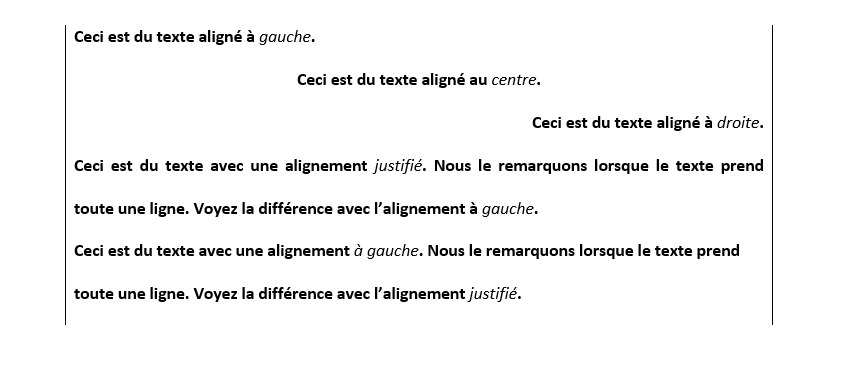 Ceci est du texte aligné à gauche.
Ceci est du texte aligné au centre.
Ceci est du texte aligné à droite.
Ceci est du texte avec une alignement justifié. Nous le remarquons lorsque le texte prend
toute une ligne. Voyez la différence avec l’alignement à gauche.
Ceci est du texte avec une alignement à gauche. Nous le remarquons lorsque le texte prend
toute une ligne. Voyez la différence avec l’alignement justifié.